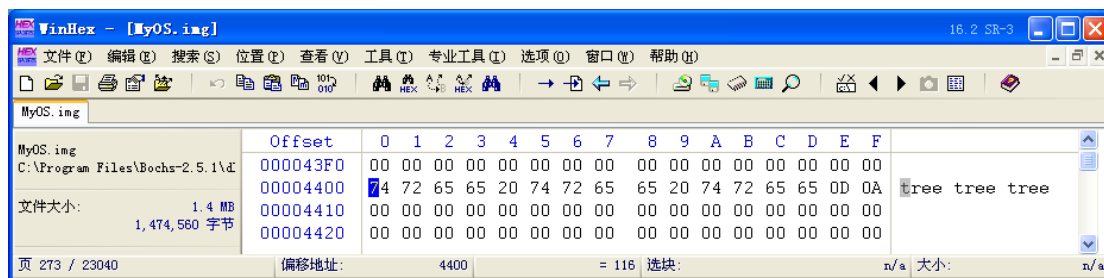 WinHex - [MyOS.img] 16.2 SR-3
文件(F) 编辑(E) 搜索(S) 位置(P) 查看(V) 工具(T) 专业工具(I) 选项(O) 窗口(W) 帮助(H)
MyOS.img
MyOS.img
C:\Program Files\Bochs-2.5.1\d
文件大小: 1.4 MB
1,474,560 字节
Offset 0 1 2 3 4 5 6 7 8 9 A B C D E F
000043F0 00 00 00 00 00 00 00 00 00 00 00 00 00 00 00 00
00004400 74 72 65 65 20 74 72 65 65 20 74 72 65 65 0D 0A tree tree tree
00004410 00 00 00 00 00 00 00 00 00 00 00 00 00 00 00 00
00004420 00 00 00 00 00 00 00 00 00 00 00 00 00 00 00 00
页 273 / 23040 偏移地址: 4400 = 116 选块: n/a 大小: n/a